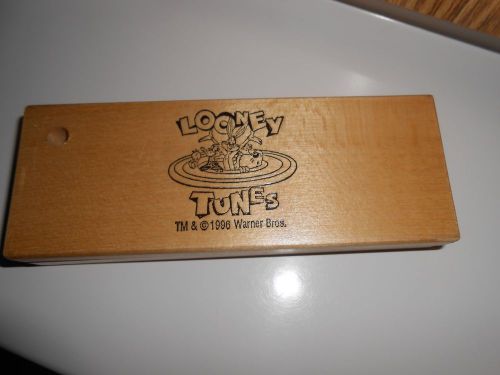 LOONEY
TUNES
TM & © 1996 Warner Bros.